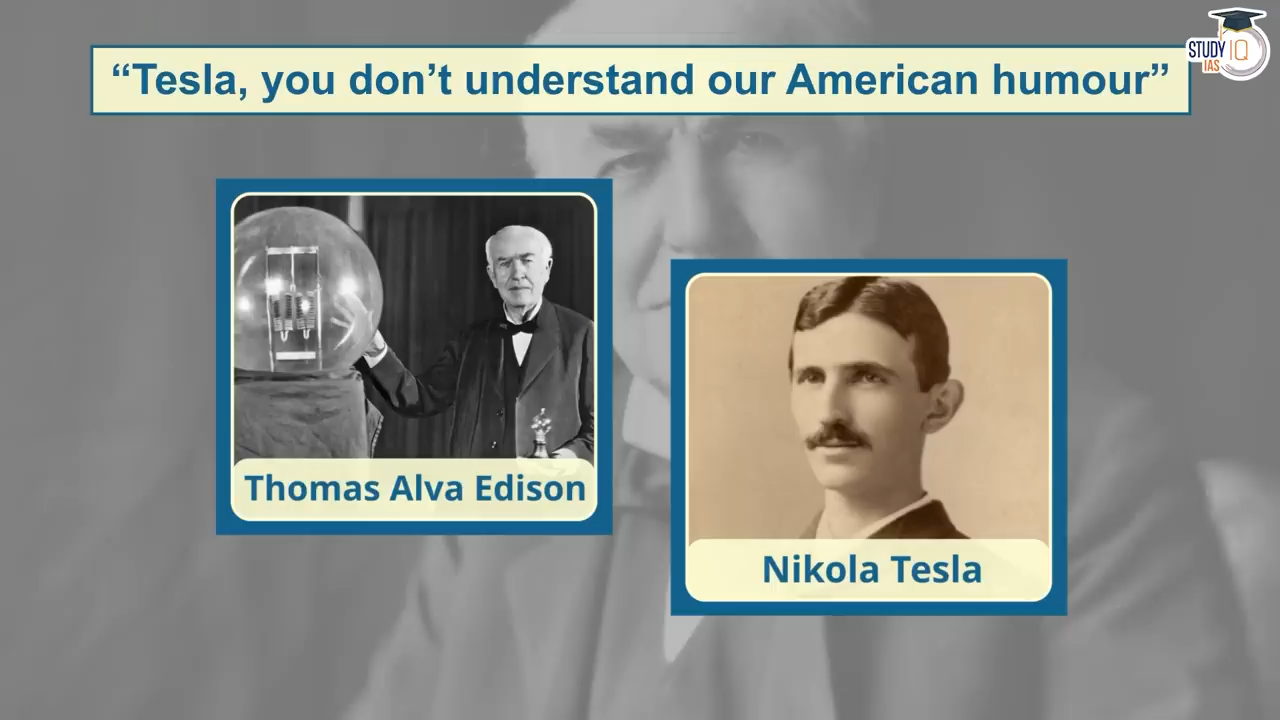 “Tesla, you don’t understand our American humour”
STUDY IQ
IAS
Thomas Alva Edison
Nikola Tesla